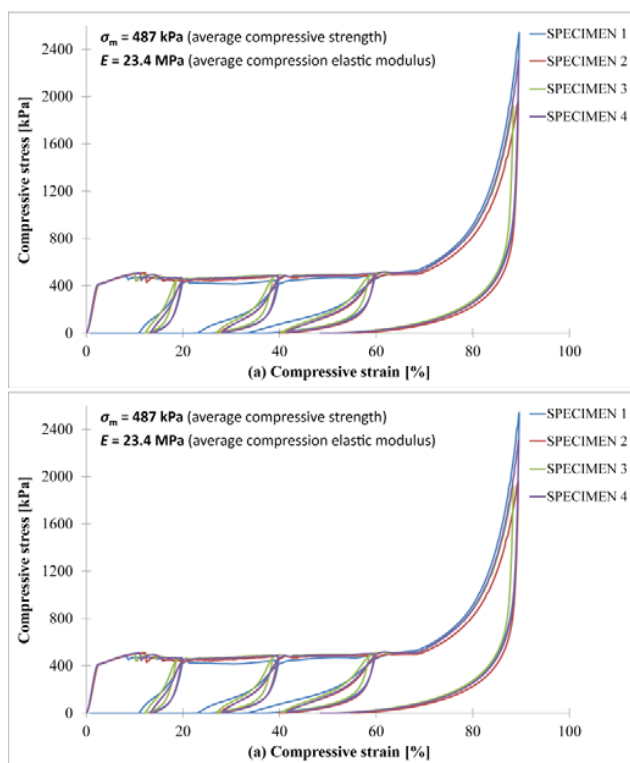 σm = 487 kPa (average compressive strength)
E = 23.4 MPa (average compression elastic modulus)
SPECIMEN 1
SPECIMEN 2
SPECIMEN 3
SPECIMEN 4
Compressive stress [kPa]
2400
2000
1600
1200
800
400
0
0 20 40 60 80 100
(a) Compressive strain [%]
σm = 487 kPa (average compressive strength)
E = 23.4 MPa (average compression elastic modulus)
SPECIMEN 1
SPECIMEN 2
SPECIMEN 3
SPECIMEN 4
Compressive stress [kPa]
2400
2000
1600
1200
800
400
0
0 20 40 60 80 100
(a) Compressive strain [%]